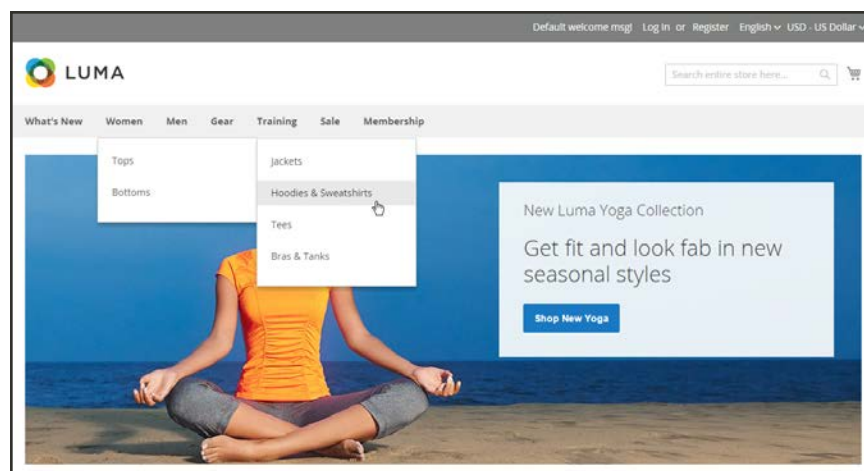 Default welcome msg! Log In or Register English USD - US Dollar
LUMA
Search entire store here...
What's New Women Men Gear Training Sale Membership
Tops
Bottoms
Jackets
Hoodies & Sweatshirts
Tees
Bras & Tanks
New Luma Yoga Collection
Get fit and look fab in new
seasonal styles
Shop New Yoga